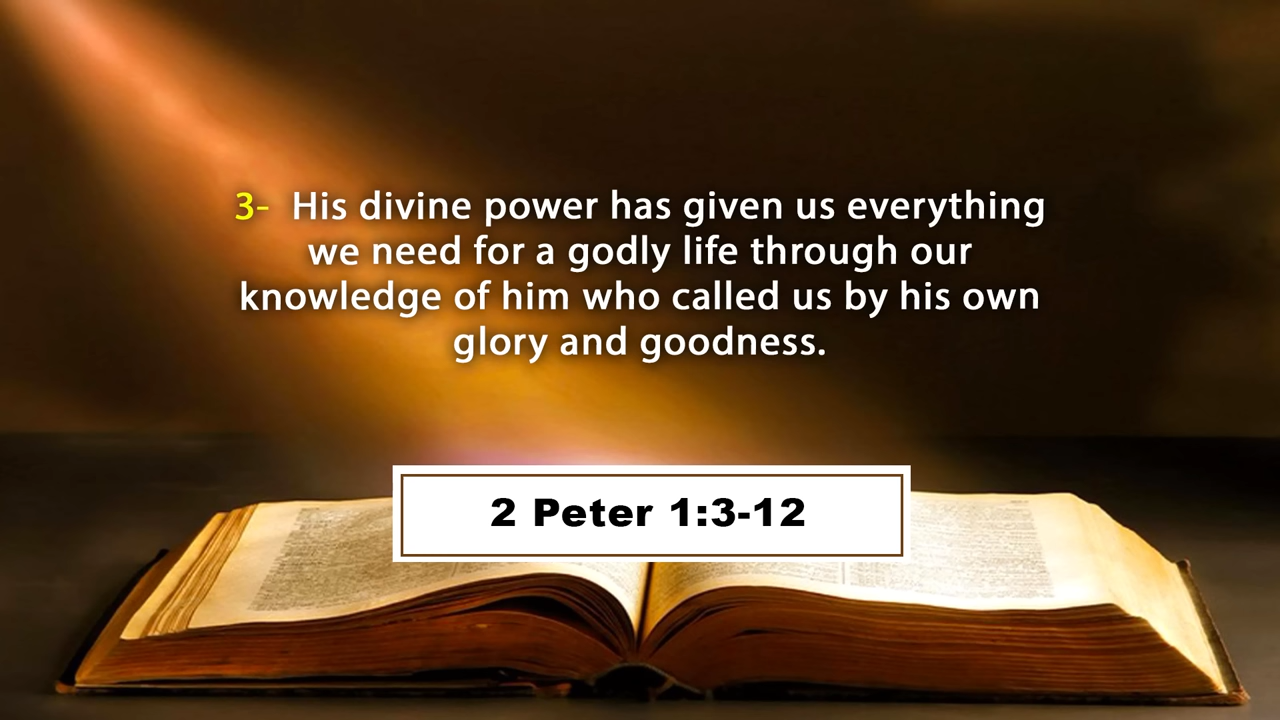 3- His divine power has given us everything
we need for a godly life through our
knowledge of him who called us by his own
glory and goodness.
2 Peter 1:3-12